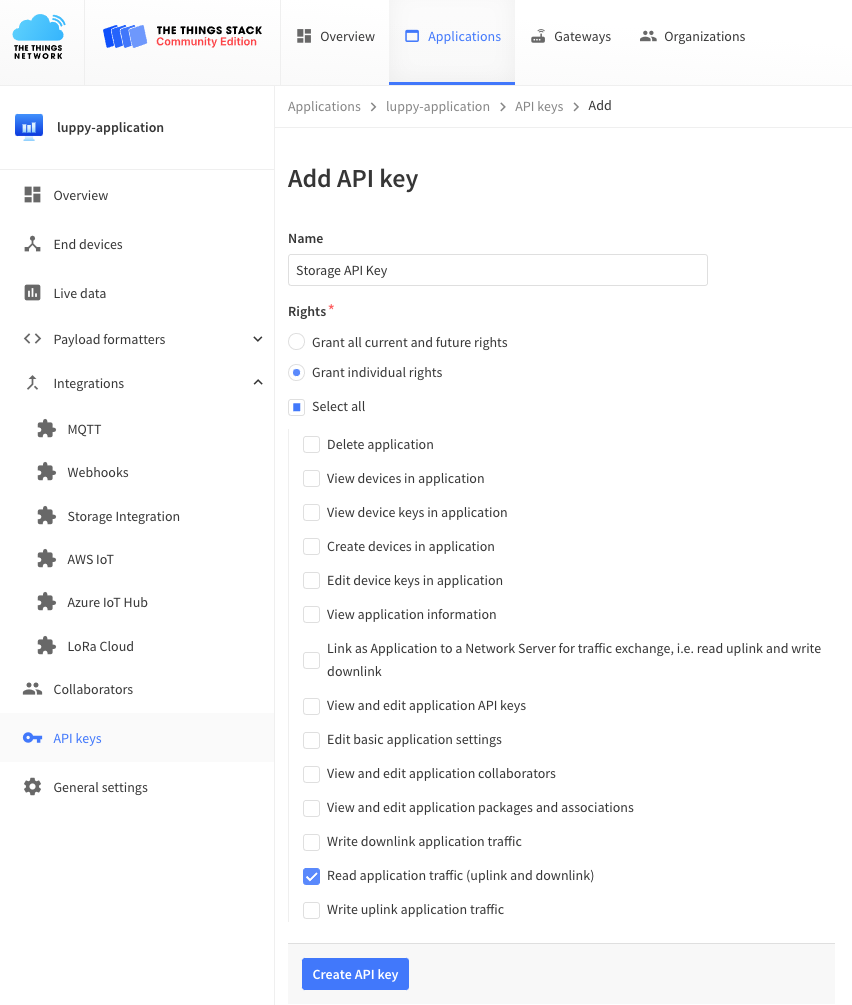 THE THINGS
NETWORK
THE THINGS STACK
Community Edition
Overview
Applications
Gateways
Organizations
luppy-application
Overview
End devices
Live data
Payload formatters
Integrations
MQTT
Webhooks
Storage Integration
AWS IoT
Azure IoT Hub
LoRa Cloud
Collaborators
API keys
General settings
Applications > luppy-application > API keys > Add
Add API key
Name
Storage API Key
Rights*
Grant all current and future rights
Grant individual rights
Select all
Delete application
View devices in application
View device keys in application
Create devices in application
Edit device keys in application
View application information
Link as Application to a Network Server for traffic exchange, i.e. read uplink and write
downlink
View and edit application API keys
Edit basic application settings
View and edit application collaborators
View and edit application packages and associations
Write downlink application traffic
Read application traffic (uplink and downlink)
Write uplink application traffic
Create API key